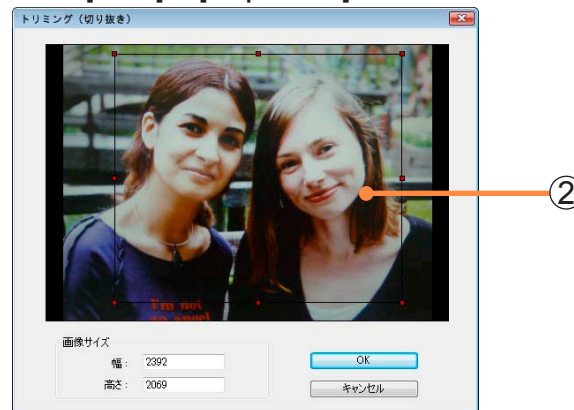 トリミング（切り抜き）
②
I'm not
an angel
画像サイズ
幅：
2392
OK
高さ：
2069
キャンセル